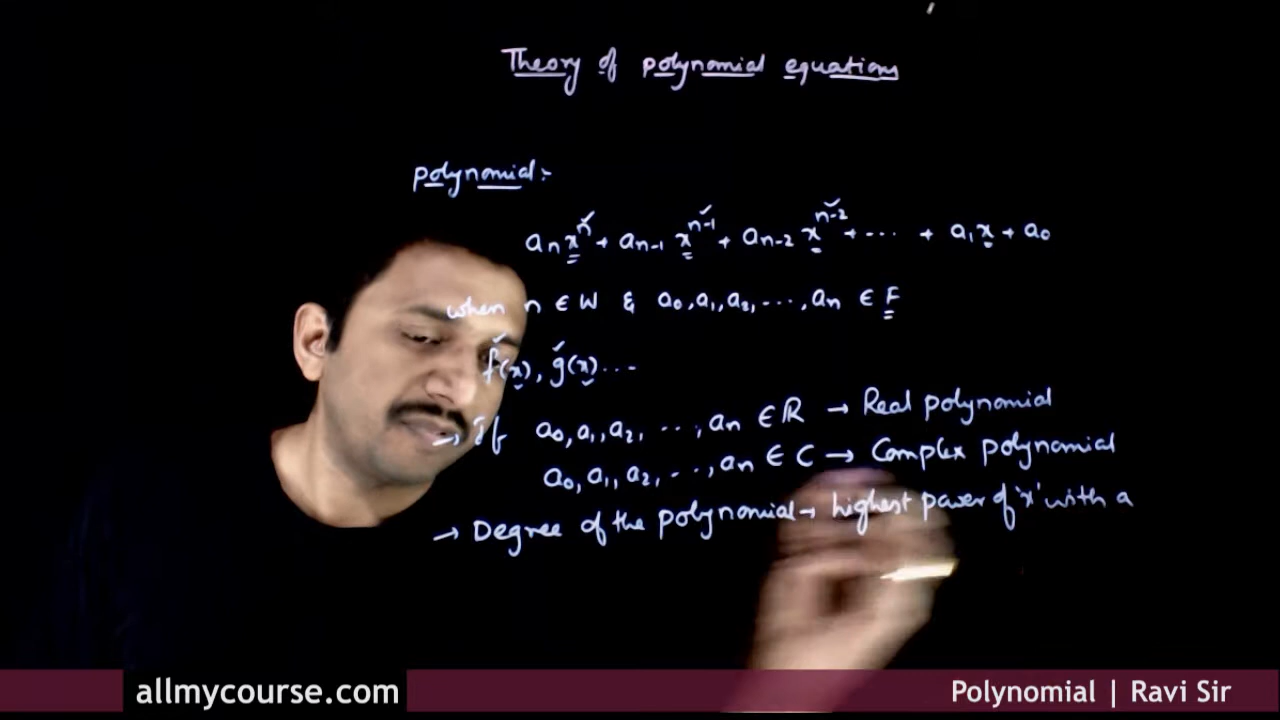 Theory of polynomial equations
polynomial:-
aₙxⁿ + aₙ₋₁xⁿ⁻¹ + aₙ₋₂xⁿ⁻² + ... + a₁x + a₀
when n ∈ W & a₀, a₁, a₂, ..., aₙ ∈ F
f(x), g(x)...
→ If a₀, a₁, a₂, ..., aₙ ∈ R → Real polynomial
a₀, a₁, a₂, ..., aₙ ∈ C → Complex polynomial
→ Degree of the polynomial → highest power of 'x' with a
allmycourse.com
Polynomial | Ravi Sir